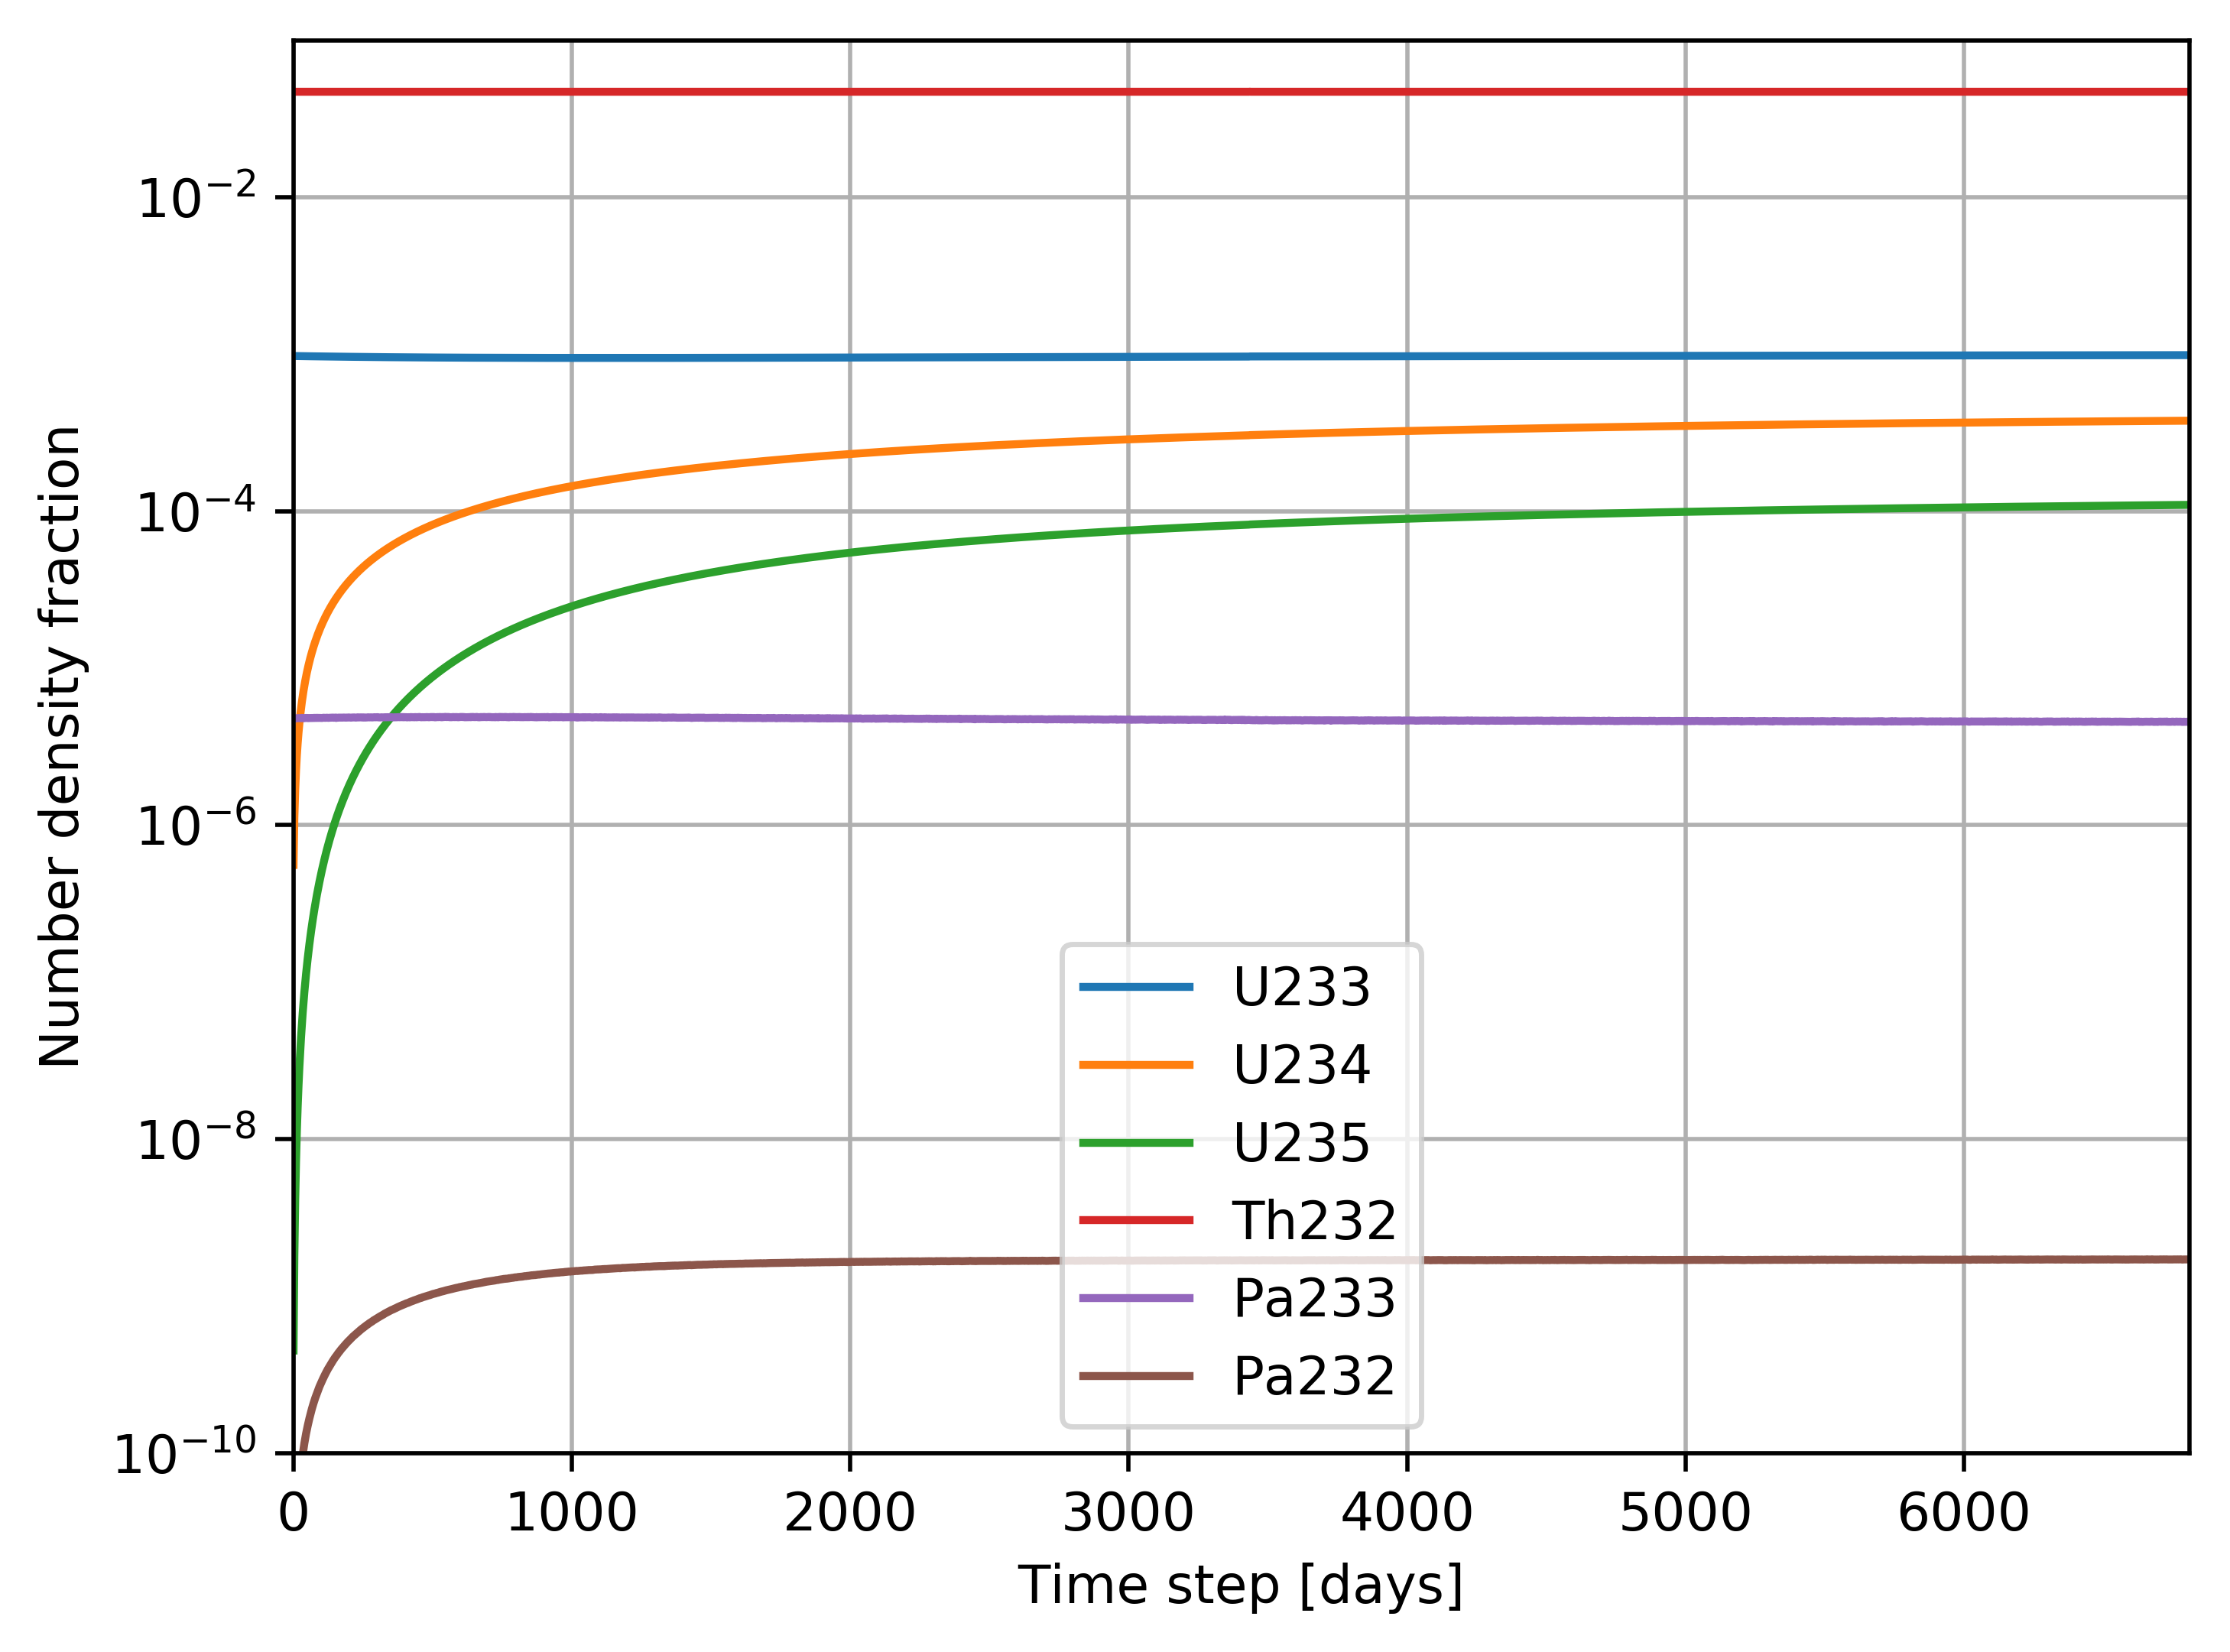 Number density fraction
10⁻²
10⁻⁴
10⁻⁶
10⁻⁸
10⁻¹⁰
U233
U234
U235
Th232
Pa233
Pa232
0 1000 2000 3000 4000 5000 6000
Time step [days]